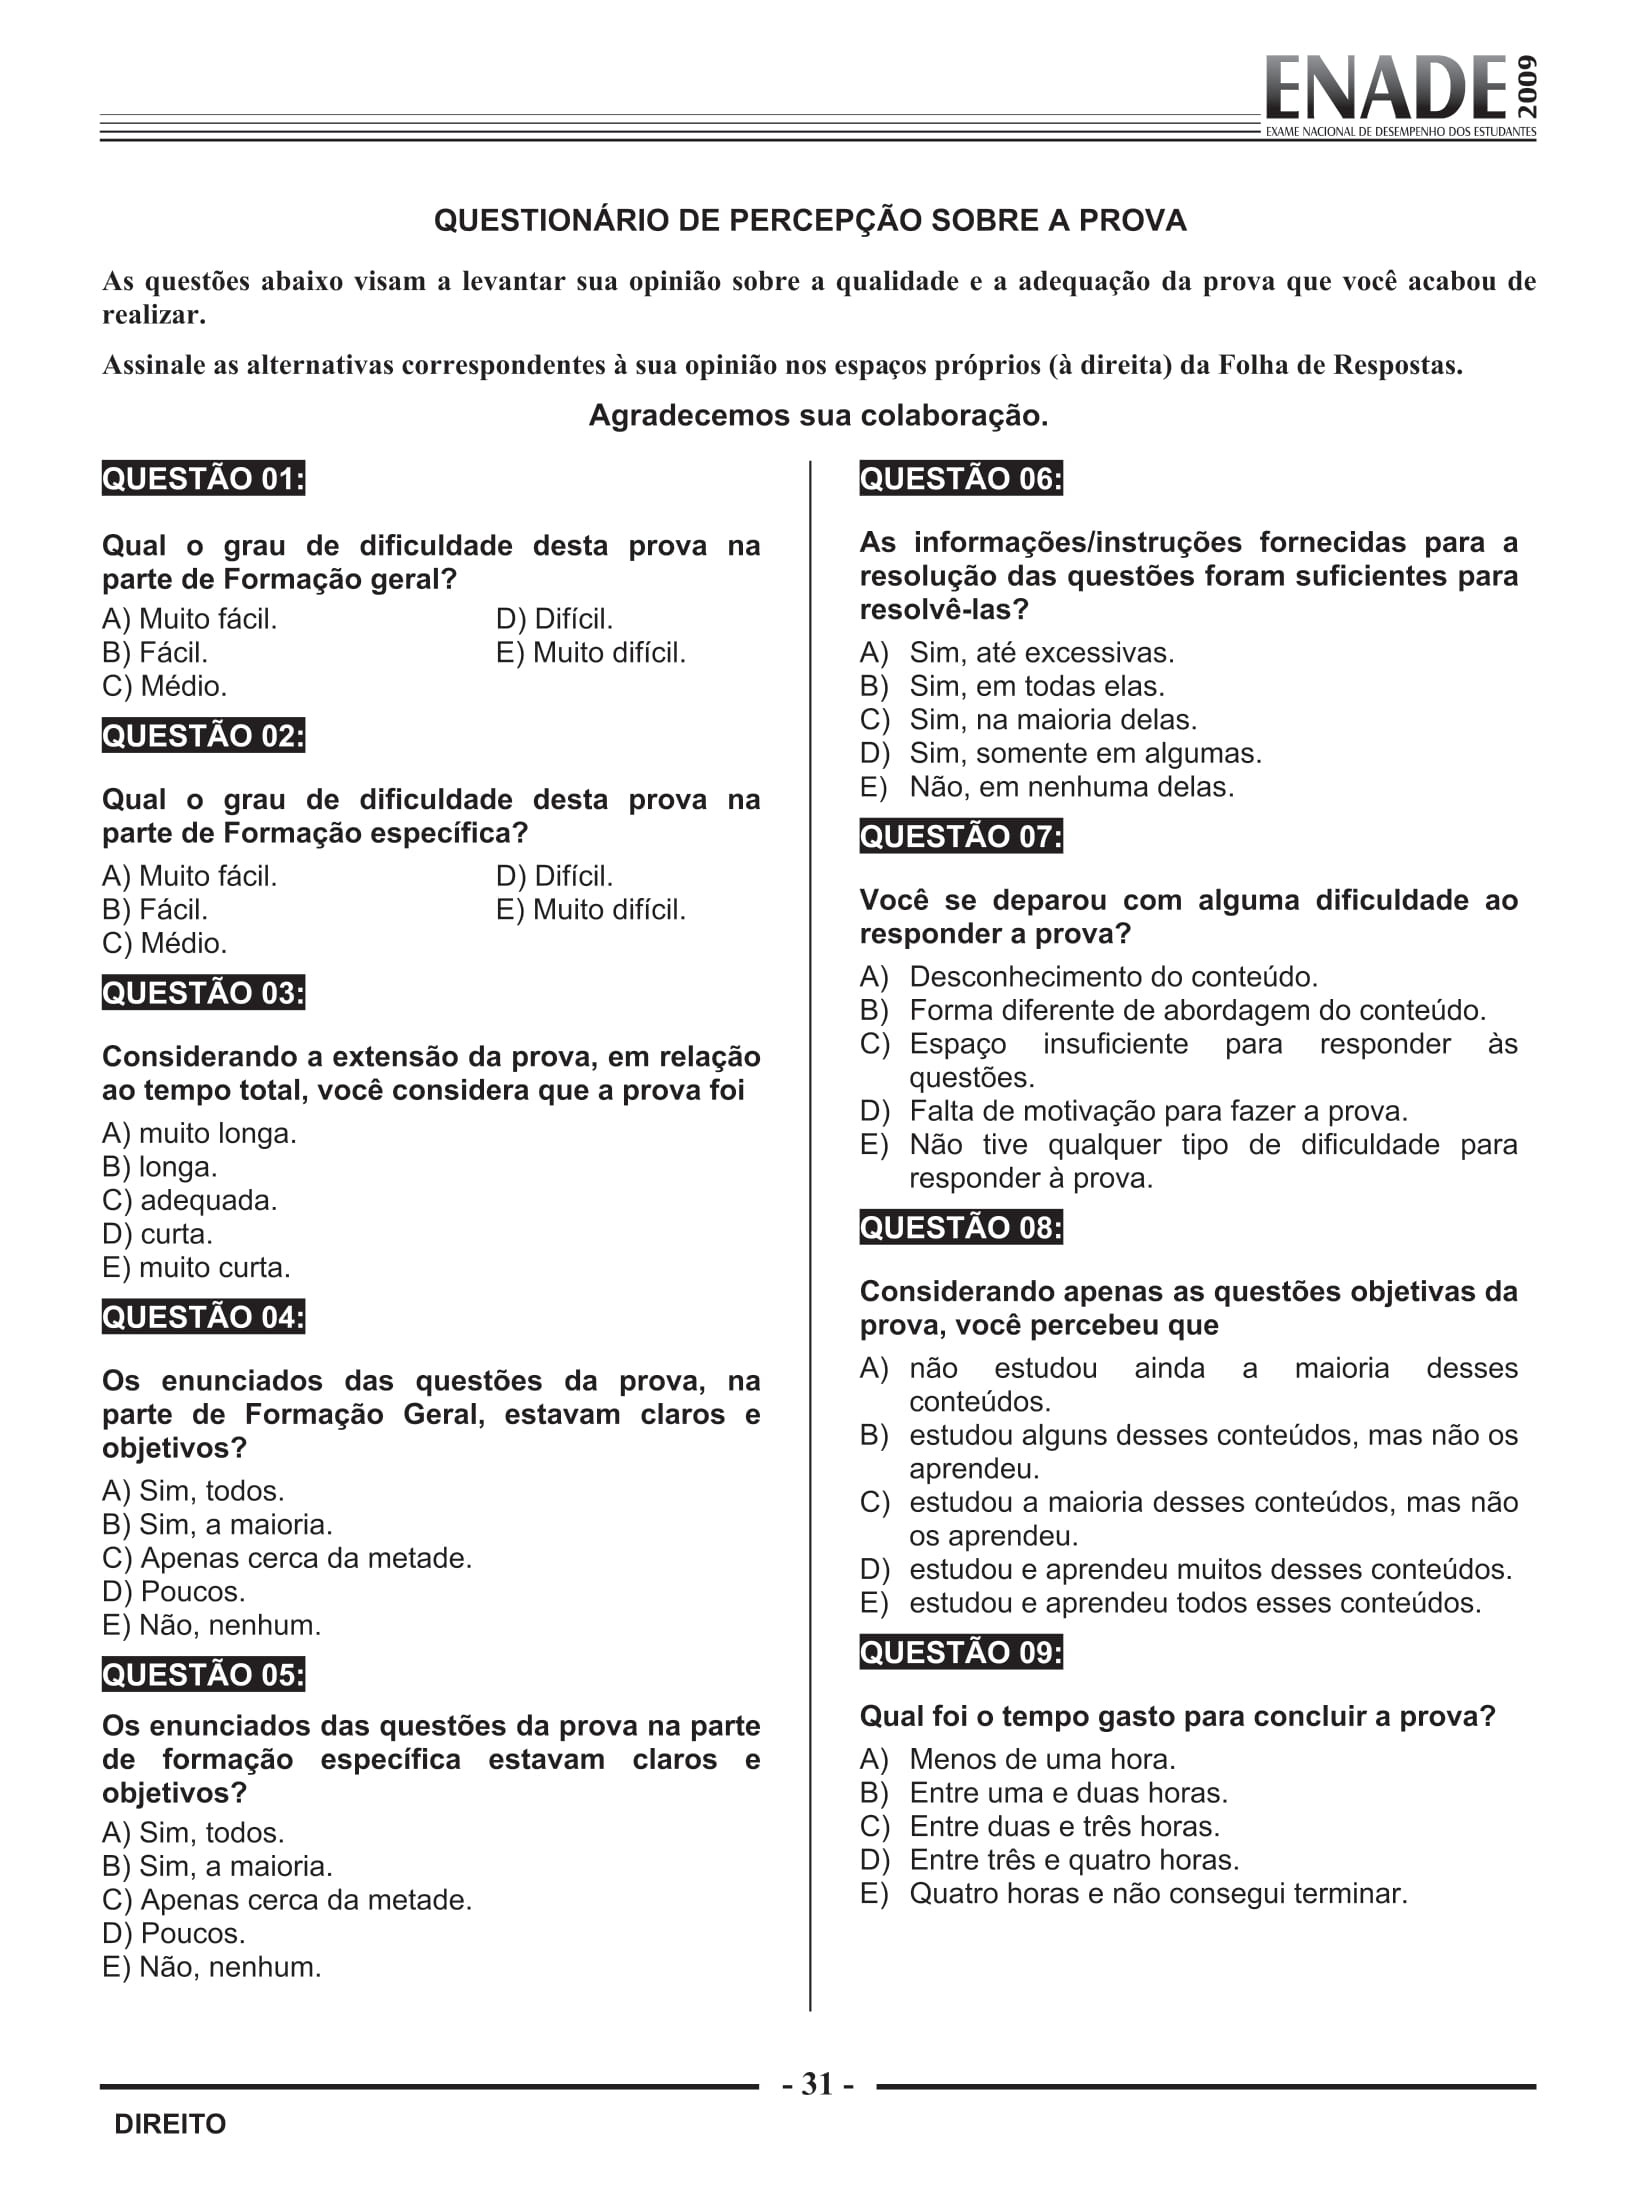 ENADE 2009
EXAME NACIONAL DE DESEMPENHO DOS ESTUDANTES
QUESTIONÁRIO DE PERCEPÇÃO SOBRE A PROVA
As questões abaixo visam a levantar sua opinião sobre a qualidade e a adequação da prova que você acabou de
realizar.
Assinale as alternativas correspondentes à sua opinião nos espaços próprios (à direita) da Folha de Respostas.
Agradecemos sua colaboração.
QUESTÃO 01:
Qual o grau de dificuldade desta prova na
parte de Formação geral?
A) Muito fácil.
B) Fácil.
C) Médio.
D) Difícil.
E) Muito difícil.
QUESTÃO 02:
Qual o grau de dificuldade desta prova na
parte de Formação específica?
A) Muito fácil.
B) Fácil.
C) Médio.
D) Difícil.
E) Muito difícil.
QUESTÃO 03:
Considerando a extensão da prova, em relação
ao tempo total, você considera que a prova foi
A) muito longa.
B) longa.
C) adequada.
D) curta.
E) muito curta.
QUESTÃO 04:
Os enunciados das questões da prova, na
parte de Formação Geral, estavam claros e
objetivos?
A) Sim, todos.
B) Sim, a maioria.
C) Apenas cerca da metade.
D) Poucos.
E) Não, nenhum.
QUESTÃO 05:
Os enunciados das questões da prova na parte
de formação específica estavam claros e
objetivos?
A) Sim, todos.
B) Sim, a maioria.
C) Apenas cerca da metade.
D) Poucos.
E) Não, nenhum.
QUESTÃO 06:
As informações/instruções fornecidas para a
resolução das questões foram suficientes para
resolvê-las?
A) Sim, até excessivas.
B) Sim, em todas elas.
C) Sim, na maioria delas.
D) Sim, somente em algumas.
E) Não, em nenhuma delas.
QUESTÃO 07:
Você se deparou com alguma dificuldade ao
responder a prova?
A) Desconhecimento do conteúdo.
B) Forma diferente de abordagem do conteúdo.
C) Espaço insuficiente para responder às
questões.
D) Falta de motivação para fazer a prova.
E) Não tive qualquer tipo de dificuldade para
responder à prova.
QUESTÃO 08:
Considerando apenas as questões objetivas da
prova, você percebeu que
A) não estudou ainda a maioria desses
conteúdos.
B) estudou alguns desses conteúdos, mas não os
aprendeu.
C) estudou a maioria desses conteúdos, mas não
os aprendeu.
D) estudou e aprendeu muitos desses conteúdos.
E) estudou e aprendeu todos esses conteúdos.
QUESTÃO 09:
Qual foi o tempo gasto para concluir a prova?
A) Menos de uma hora.
B) Entre uma e duas horas.
C) Entre duas e três horas.
D) Entre três e quatro horas.
E) Quatro horas e não consegui terminar.
- 31 -
DIREITO